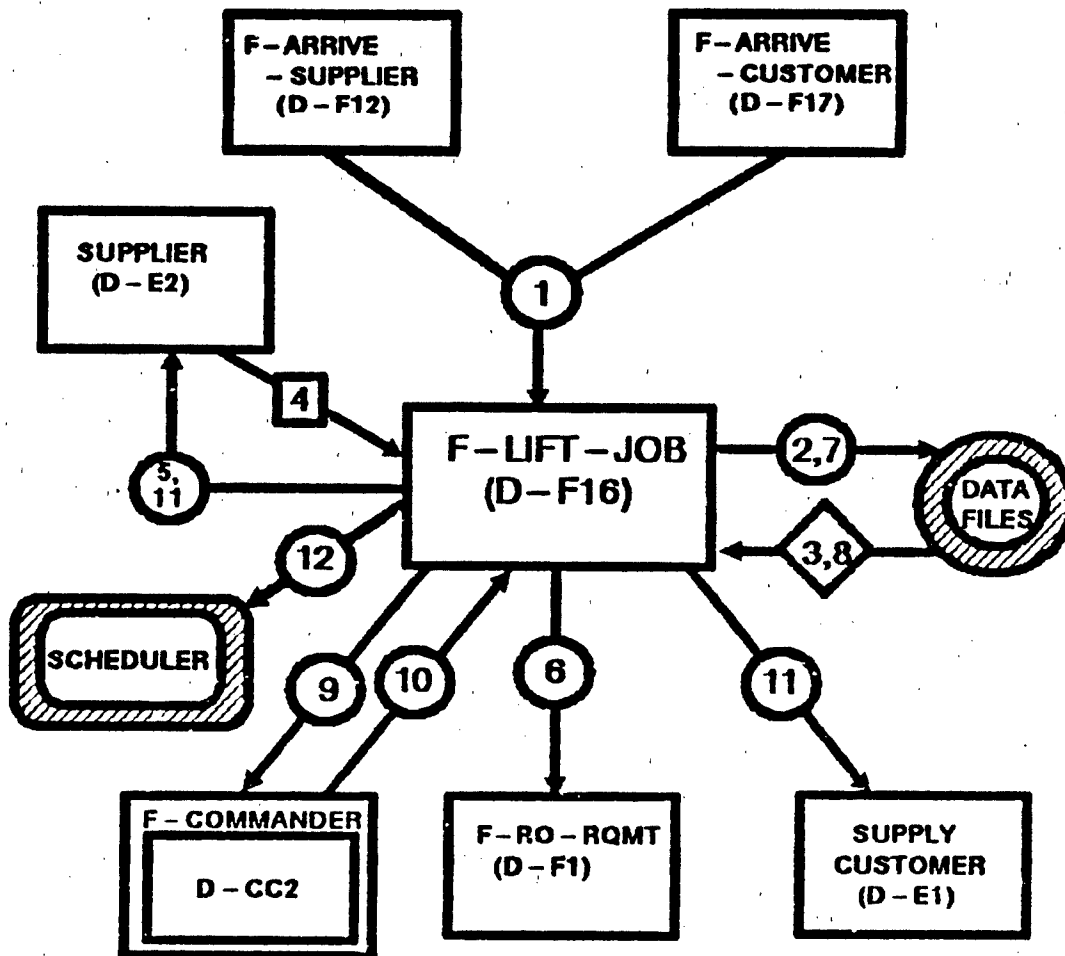 F-ARRIVE
-SUPPLIER
(D-F12)
F-ARRIVE
-CUSTOMER
(D-F17)
SUPPLIER
(D-E2)
1
4
F-LIFT-JOB
(D-F16)
2,7
DATA
FILES
5,
11
3,8
12
SCHEDULER
9
10
6
11
F-COMMANDER
D-CC2
F-RO-RQMT
(D-F1)
SUPPLY
CUSTOMER
(D-E1)